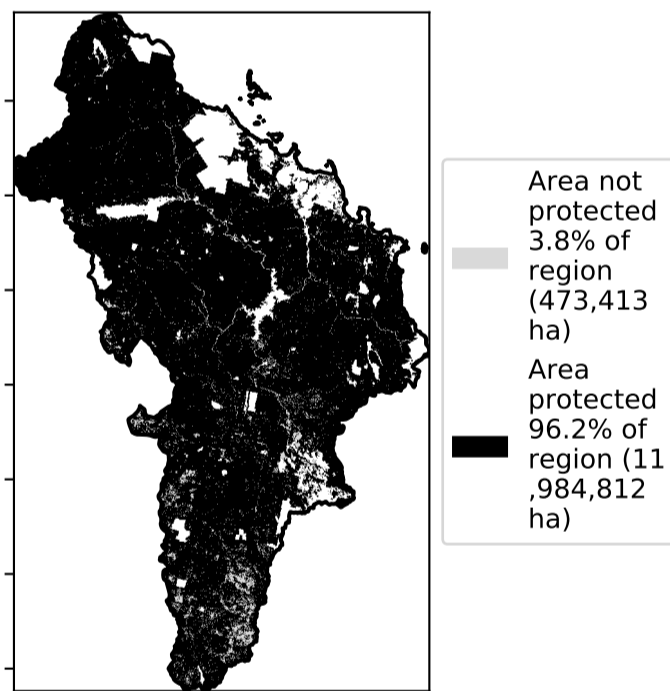 Area not
protected
3.8% of
region
(473,413
ha)
Area
protected
96.2% of
region (11
,984,812
ha)